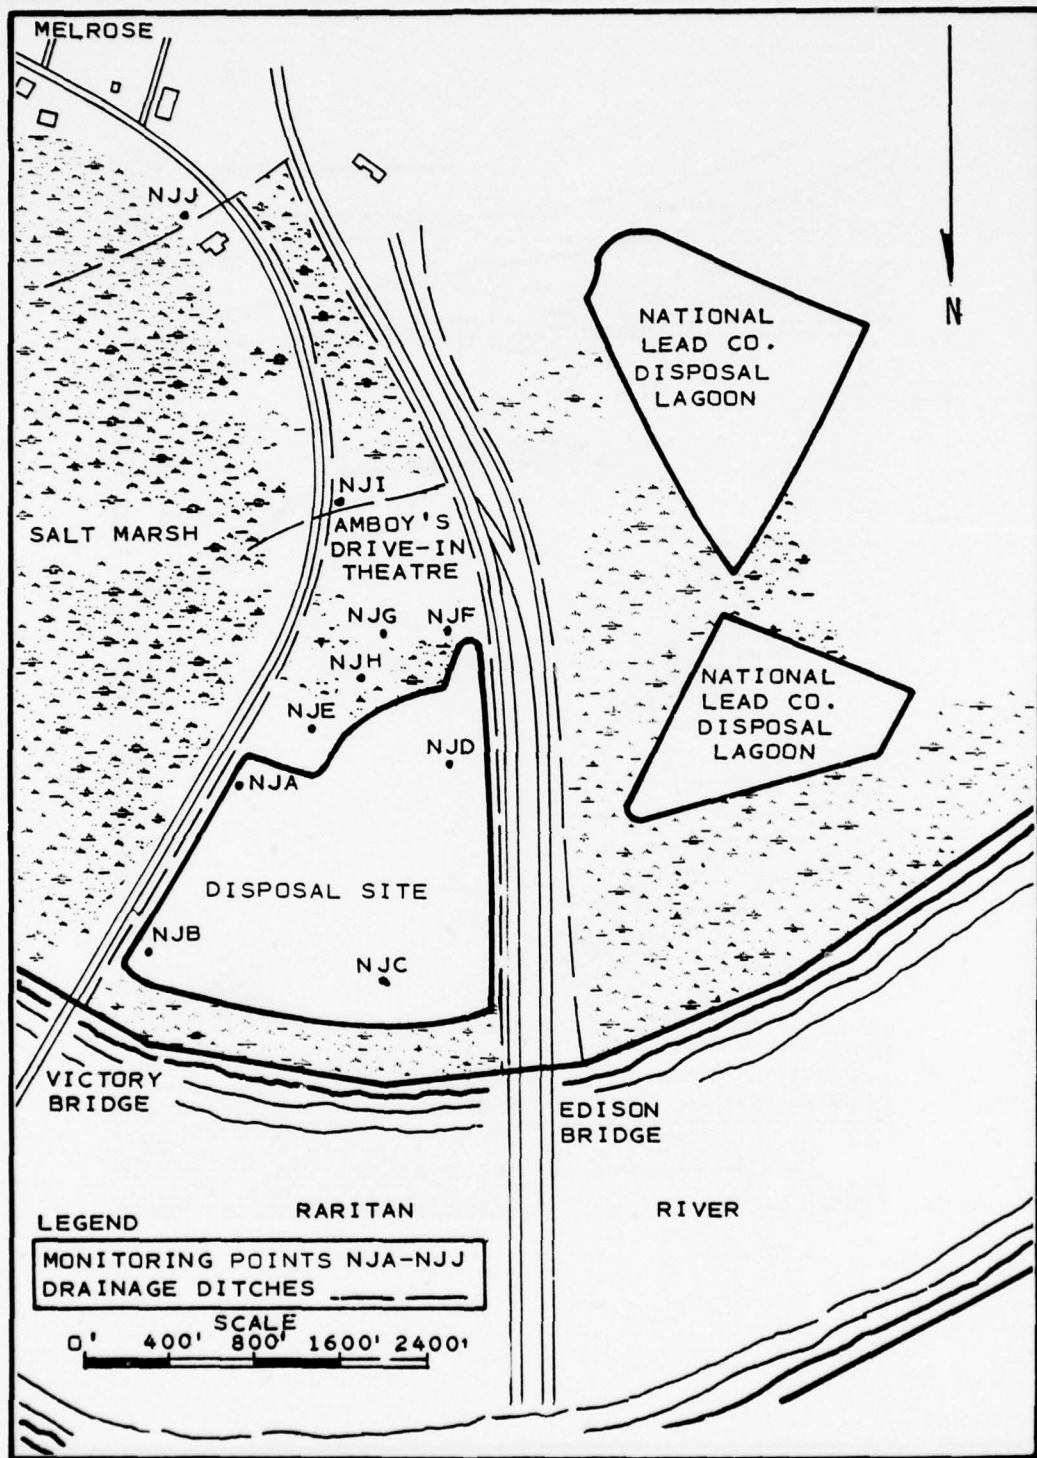 MELROSE
NJJ
N
NATIONAL
LEAD CO.
DISPOSAL
LAGOON
NJI
SALT MARSH
AMBOY'S
DRIVE-IN
THEATRE
NJG
NJF
NJH
NATIONAL
LEAD CO.
DISPOSAL
LAGOON
NJE
NJD
NJA
DISPOSAL SITE
NJB
NJC
VICTORY
BRIDGE
EDISON
BRIDGE
RARITAN
RIVER
LEGEND
MONITORING POINTS NJA-NJJ
DRAINAGE DITCHES
SCALE
0' 400' 800' 1600' 2400'